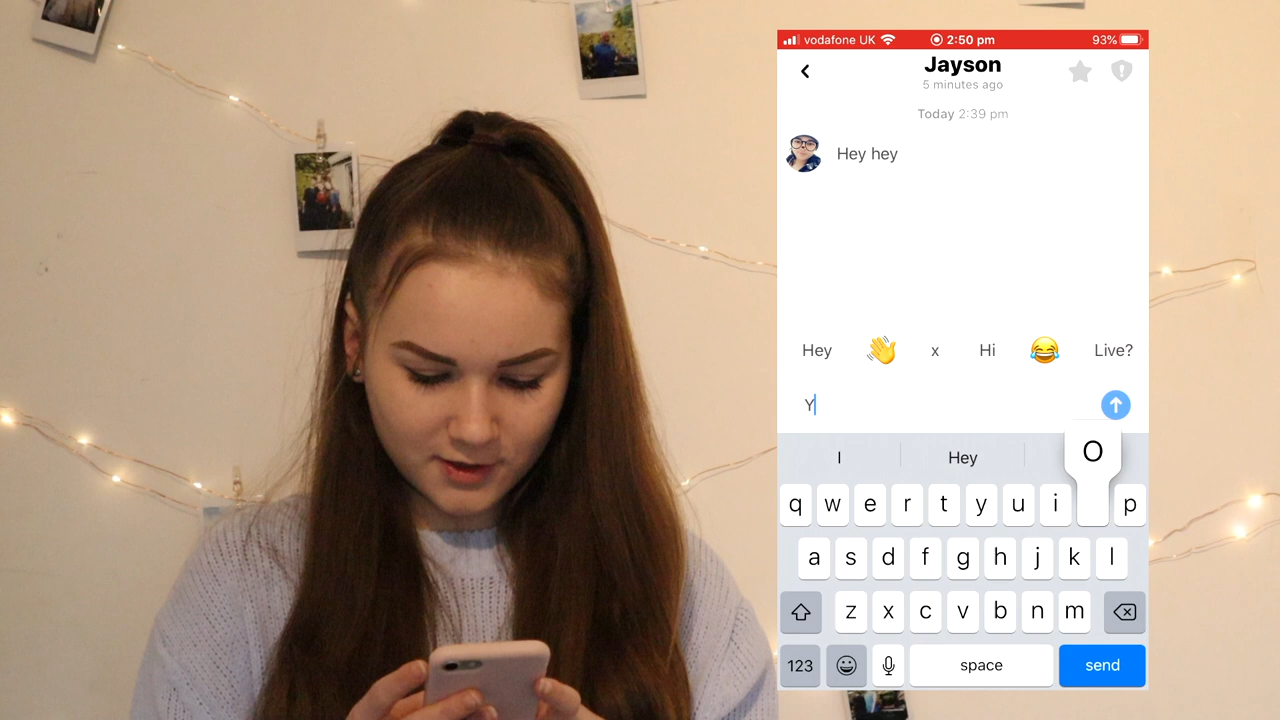 vodafone UK 2:50 pm 93%
Jayson
5 minutes ago
Today 2:39 pm
Hey hey
Hey x Hi Live?
Y
I Hey O
q w e r t y u i p
a s d f g h j k l
z x c v b n m
123 space send